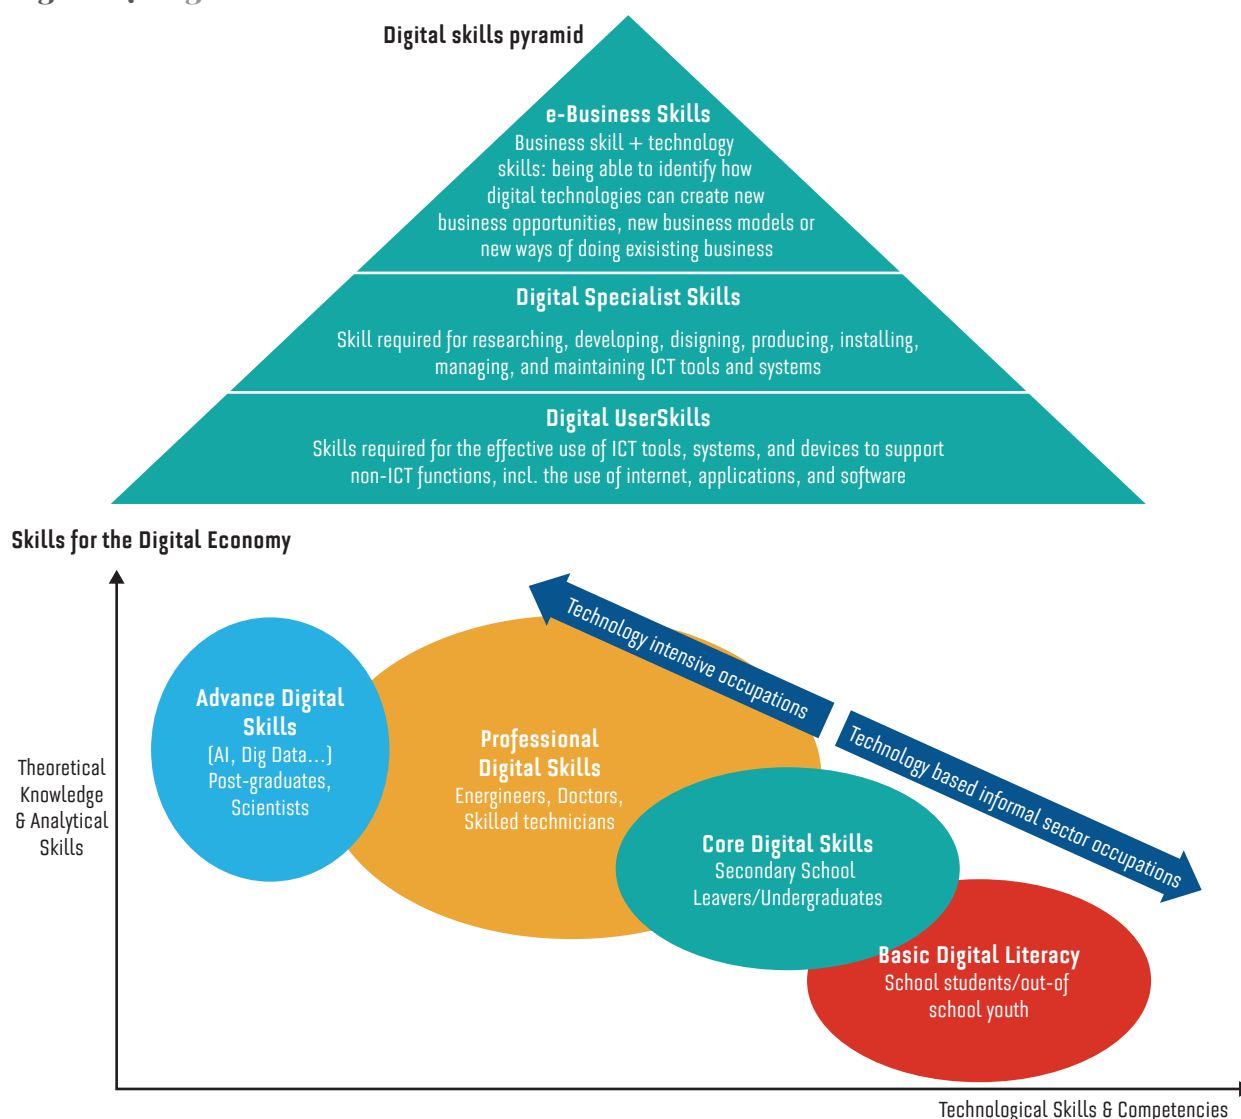 Digital skills pyramid
e-Business Skills
Business skill + technology
skills: being able to identify how
digital technologies can create new
business opportunities, new business models or
new ways of doing exisisting business
Digital Specialist Skills
Skill required for researching, developing, disigning, producing, installing,
managing, and maintaining ICT tools and systems
Digital UserSkills
Skills required for the effective use of ICT tools, systems, and devices to support
non-ICT functions, incl. the use of internet, applications, and software
Skills for the Digital Economy
Technology intensive occupations
Technology based informal sector occupations
Advance Digital
Skills
(AI, Dig Data...)
Post-graduates,
Scientists
Professional
Digital Skills
Energineers, Doctors,
Skilled technicians
Core Digital Skills
Secondary School
Leavers/Undergraduates
Basic Digital Literacy
School students/out-of
school youth
Theoretical
Knowledge
& Analytical
Skills
Technological Skills & Competencies